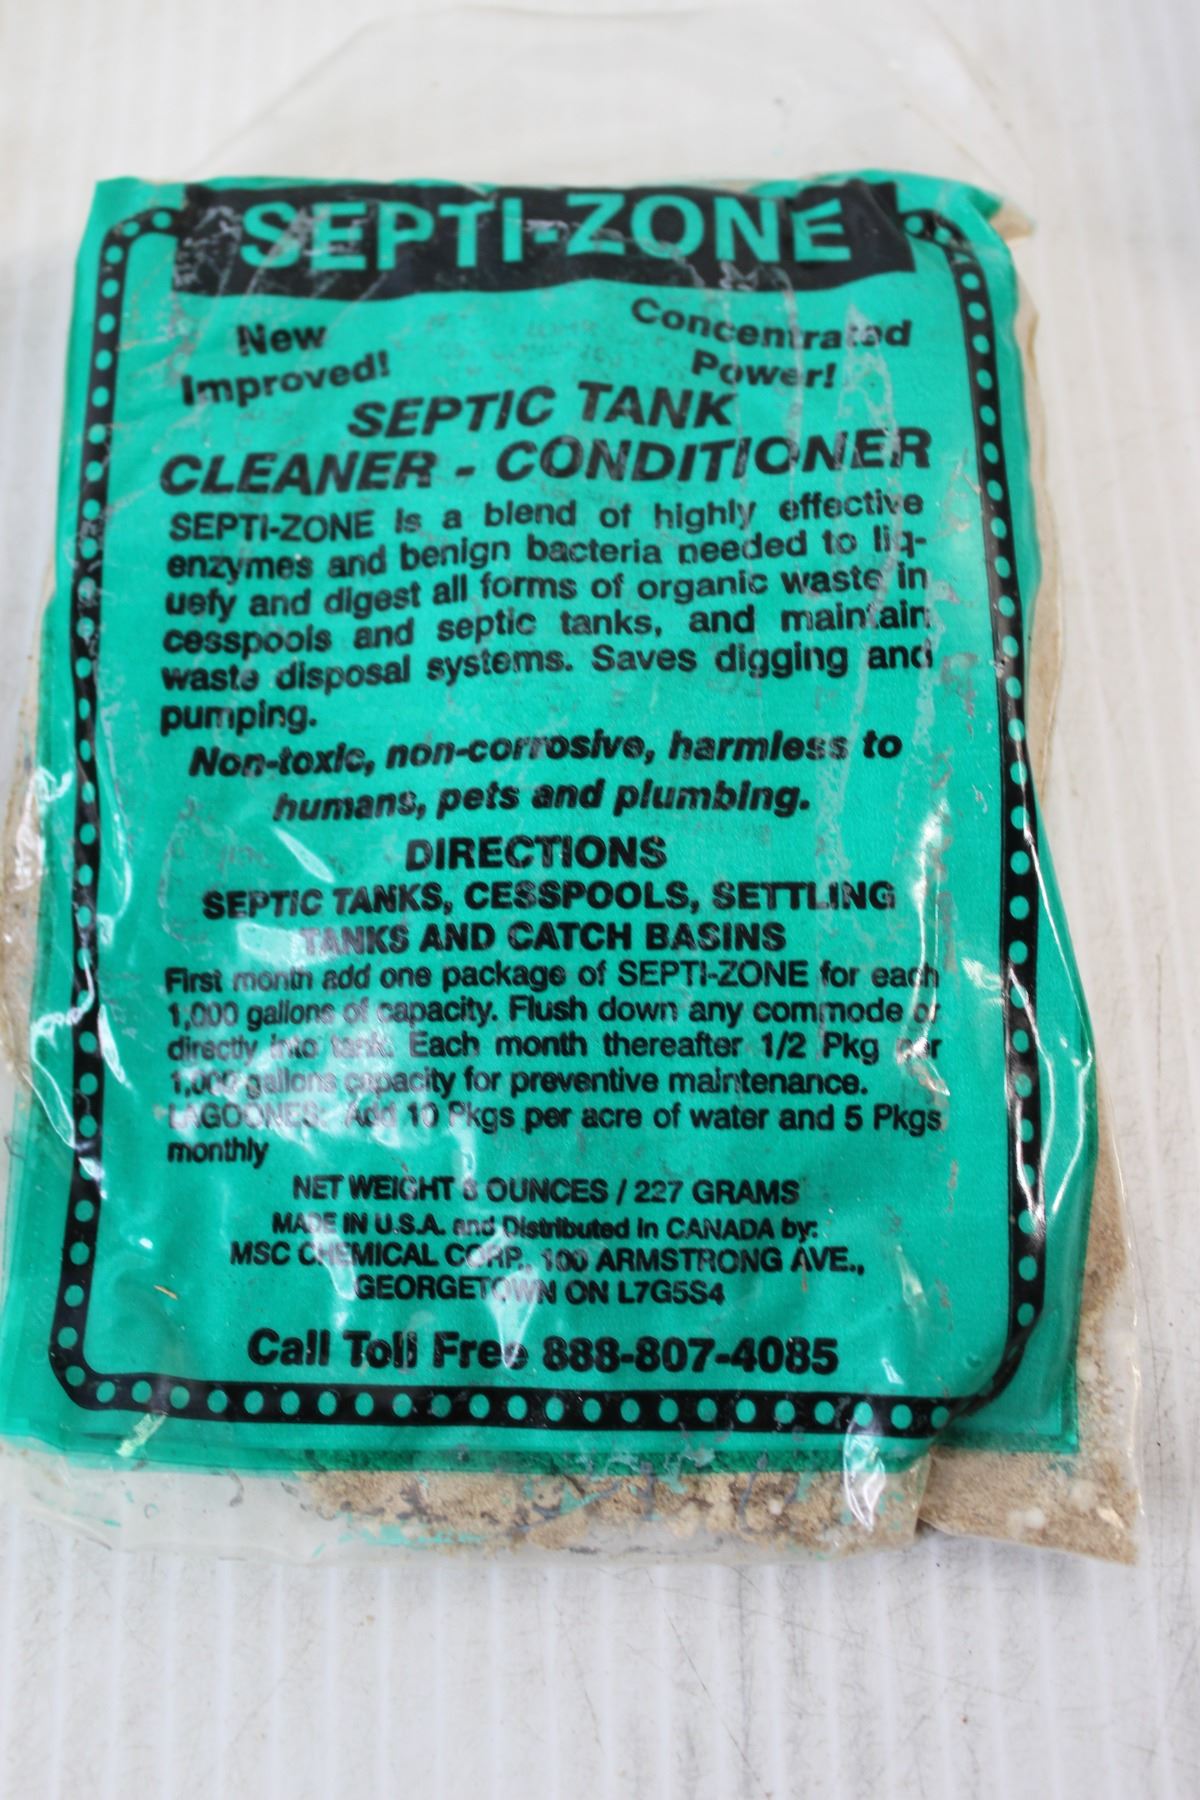 SEPTI-ZONE
New
Improved!
Concentrated
Power!
SEPTIC TANK
CLEANER - CONDITIONER
SEPTI-ZONE is a blend of highly effective
enzymes and benign bacteria needed to liq-
uefy and digest all forms of organic waste in
cesspools and septic tanks, and maintain
waste disposal systems. Saves digging and
pumping.
Non-toxic, non-corrosive, harmless to
humans, pets and plumbing.
DIRECTIONS
SEPTIC TANKS, CESSPOOLS, SETTLING
TANKS AND CATCH BASINS
First month add one package of SEPTI-ZONE for each
1,000 gallons of capacity. Flush down any commode or
directly into tank. Each month thereafter 1/2 Pkg per
1,000 gallons capacity for preventive maintenance.
LAGOONES: Add 10 Pkgs per acre of water and 5 Pkgs
monthly
NET WEIGHT 8 OUNCES / 227 GRAMS
MADE IN U.S.A. and Distributed in CANADA by:
MSC CHEMICAL CORP., 100 ARMSTRONG AVE.,
GEORGETOWN ON L7G5S4
Call Toll Free 888-807-4085